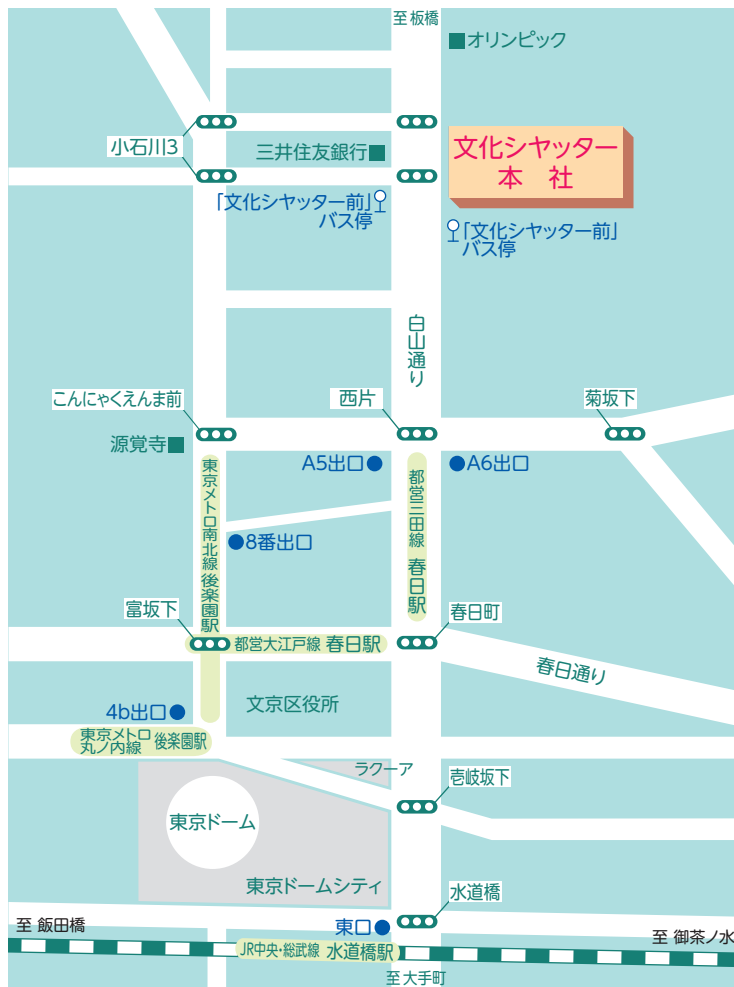 至 板橋
オリンピック
小石川3
三井住友銀行
文化シヤッター
本 社
「文化シヤッター前」
バス停
「文化シヤッター前」
バス停
白山通り
こんにゃくえんま前
西片
菊坂下
源覚寺
A5出口
A6出口
東京メトロ南北線 後楽園駅
都営三田線 春日駅
8番出口
富坂下
春日町
都営大江戸線 春日駅
春日通り
4b出口
文京区役所
東京メトロ
丸ノ内線 後楽園駅
ラクーア
壱岐坂下
東京ドーム
東京ドームシティ
水道橋
至 飯田橋
東口
至 御茶ノ水
JR中央・総武線 水道橋駅
至 大手町